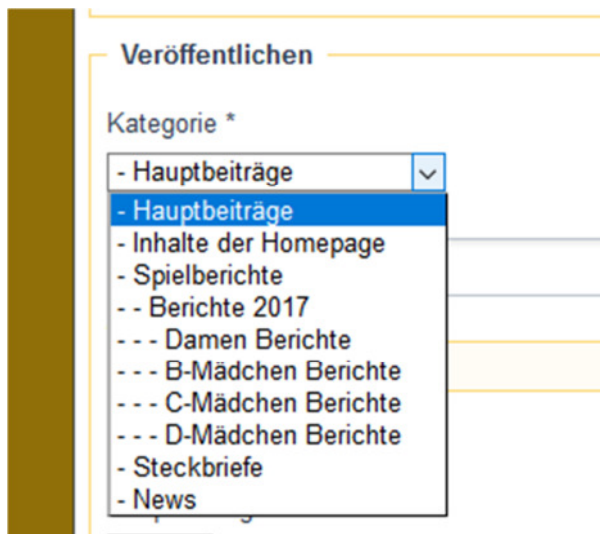 Veröffentlichen
Kategorie *
- Hauptbeiträge
- Hauptbeiträge
- Inhalte der Homepage
- Spielberichte
- - Berichte 2017
- - - Damen Berichte
- - - B-Mädchen Berichte
- - - C-Mädchen Berichte
- - - D-Mädchen Berichte
- Steckbriefe
- News